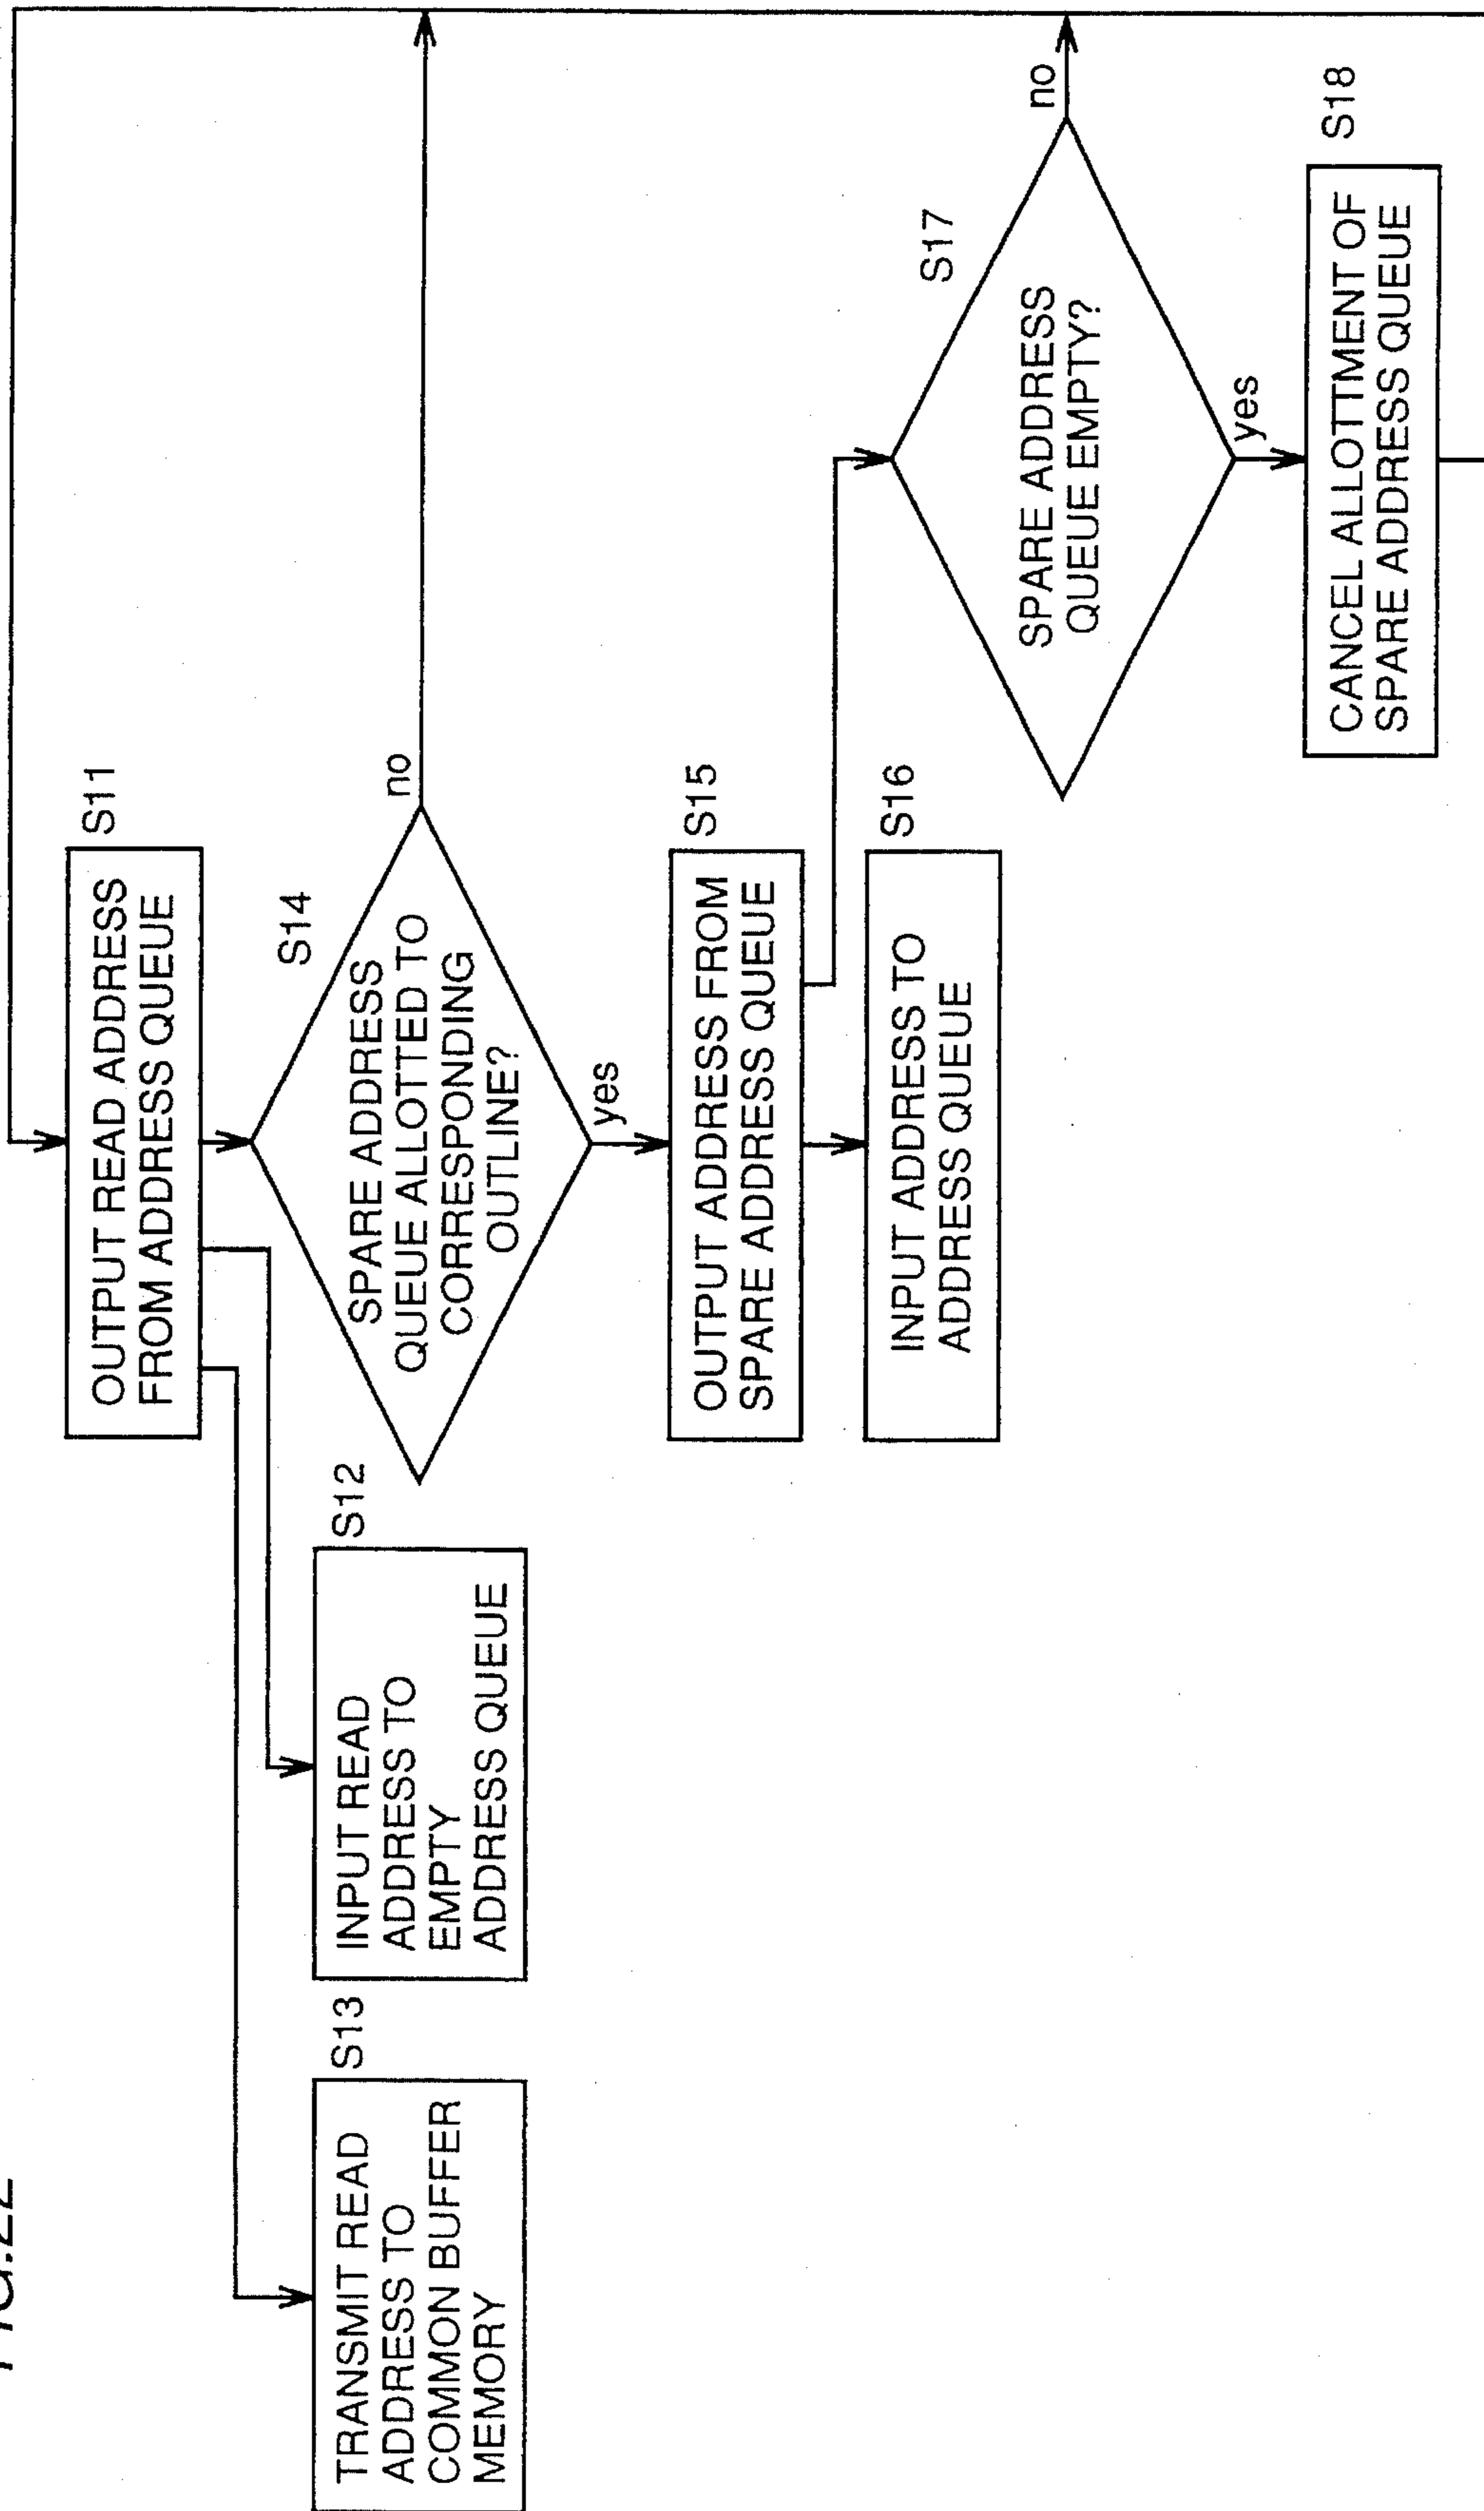 S11
OUTPUT READ ADDRESS
FROM ADDRESS QUEUE
S13
TRANSMIT READ
ADDRESS TO
COMMON BUFFER
MEMORY
S12
INPUT READ
ADDRESS TO
EMPTY
ADDRESS QUEUE
S14
SPARE ADDRESS
QUEUE ALLOTTED TO
CORRESPONDING
OUTLINE?
no
yes
S15
OUTPUT ADDRESS FROM
SPARE ADDRESS QUEUE
S16
INPUT ADDRESS TO
ADDRESS QUEUE
S17
SPARE ADDRESS
QUEUE EMPTY?
no
yes
S18
CANCEL ALLOTTMENT OF
SPARE ADDRESS QUEUE